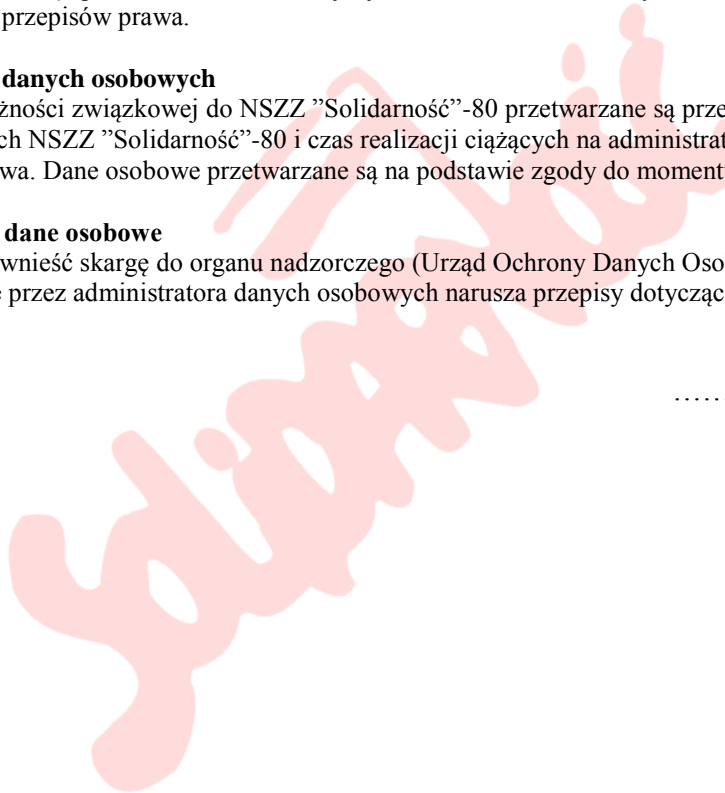 przepisów prawa.
danych osobowych
żności związkowej do NSZZ ”Solidarność”-80 przetwarzane są prze
ch NSZZ ”Solidarność”-80 i czas realizacji ciążących na administrat
wa. Dane osobowe przetwarzane są na podstawie zgody do moment
dane osobowe
wnieść skargę do organu nadzorczego (Urząd Ochrony Danych Oso
przez administratora danych osobowych narusza przepisy dotycząc
……
Solidarność